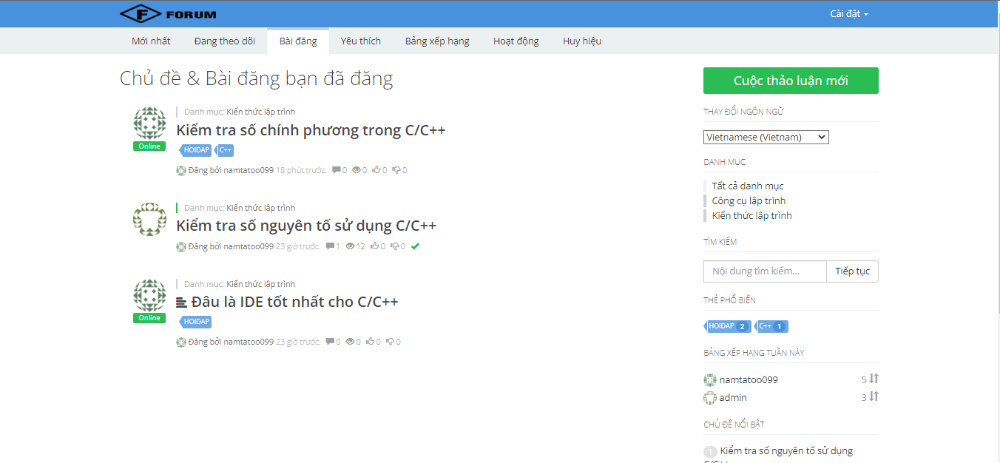 F FORUM
Cài đặt
Mới nhất Đang theo dõi Bài đăng Yêu thích Bảng xếp hạng Hoạt động Huy hiệu
Chủ đề & Bài đăng bạn đã đăng
Danh mục: Kiến thức lập trình
Kiểm tra số chính phương trong C/C++
Online
HOIDAP C++
Đăng bởi namtatoo099 18 phút trước. 0 0 0 0
Danh mục: Kiến thức lập trình
Kiểm tra số nguyên tố sử dụng C/C++
Đăng bởi namtatoo099 23 giờ trước. 1 12 0 0
Danh mục: Kiến thức lập trình
Đâu là IDE tốt nhất cho C/C++
Online
HOIDAP
Đăng bởi namtatoo099 23 giờ trước. 0 0 0 0
Cuộc thảo luận mới
THAY ĐỔI NGÔN NGỮ
Vietnamese (Vietnam)
DANH MỤC
Tất cả danh mục
Công cụ lập trình
Kiến thức lập trình
TÌM KIẾM
Nội dung tìm kiếm... Tiếp tục
THẺ PHỔ BIẾN
HOIDAP 2 C++ 1
BẢNG XẾP HẠNG TUẦN NÀY
namtatoo099 5
admin 3
CHỦ ĐỀ NỔI BẬT
1 Kiểm tra số nguyên tố sử dụng